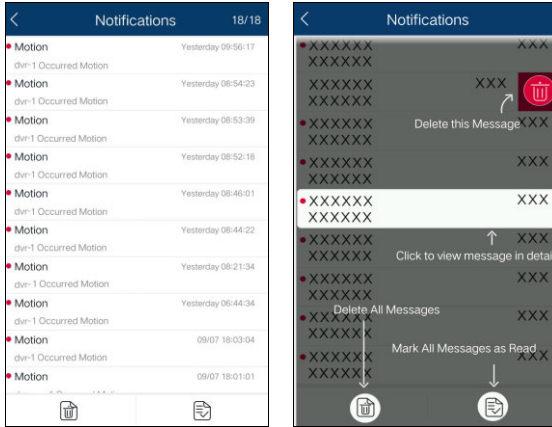 Notifications 18/18
Motion Yesterday 09:56:17
dvr-1 Occurred Motion
Motion Yesterday 08:54:23
dvr-1 Occurred Motion
Motion Yesterday 08:53:39
dvr-1 Occurred Motion
Motion Yesterday 08:52:18
dvr-1 Occurred Motion
Motion Yesterday 08:46:01
dvr-1 Occurred Motion
Motion Yesterday 08:44:22
dvr-1 Occurred Motion
Motion Yesterday 08:21:34
dvr-1 Occurred Motion
Motion Yesterday 06:44:34
dvr-1 Occurred Motion
Motion 09/07 18:03:04
dvr-1 Occurred Motion
Motion 09/07 18:01:01
Notifications
XXXXXX XXX
XXXXXX
XXXXXX XXX
XXXXXX
Delete this Message
XXXXXX XXX
XXXXXX
XXXXXX XXX
XXXXXX
XXXXXX XXX
XXXXXX
XXXXXX XXX
Click to view message in detai
XXXXXX
XXXXXX XXX
XXXXXX
Delete All Messages
XXXXXX XXX
XXXXXX
Mark All Messages as Read
XXXXXX XXX
XXXXXX